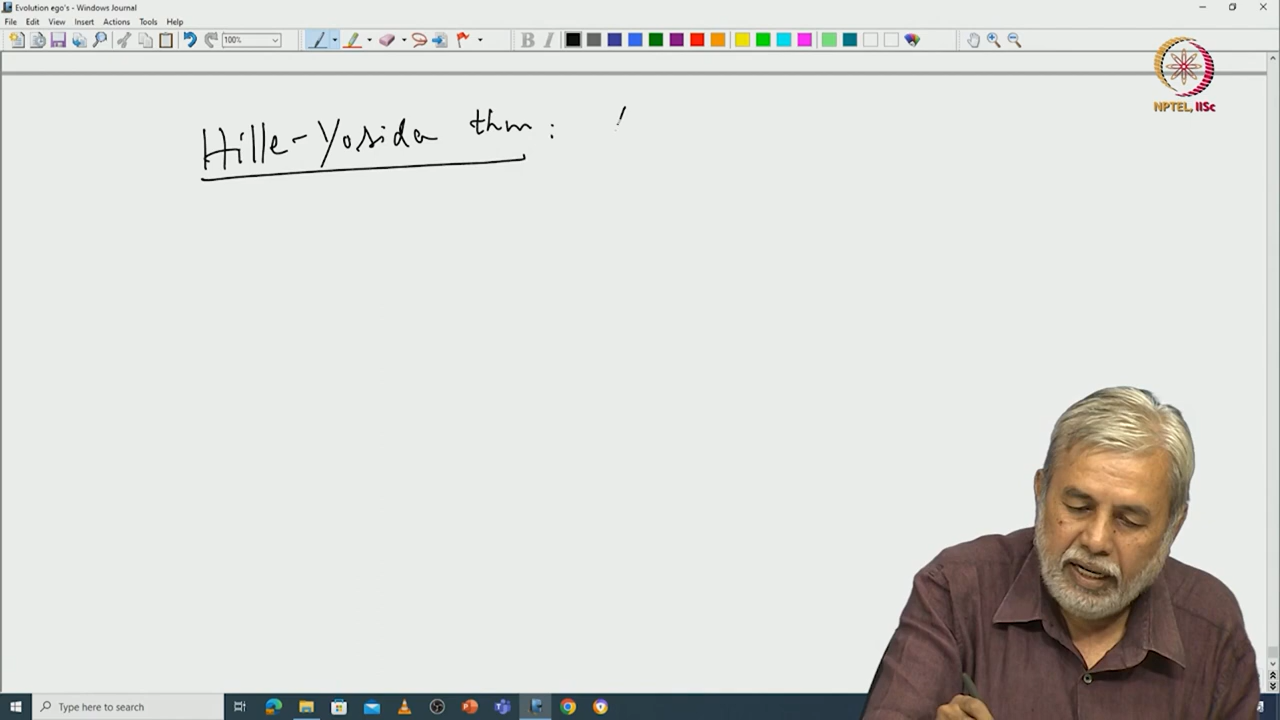 Evolution eqo's - Windows Journal
File Edit View Insert Actions Tools Help
100%
B I
NPTEL, IISc
Hille-Yosida thm :
Type here to search